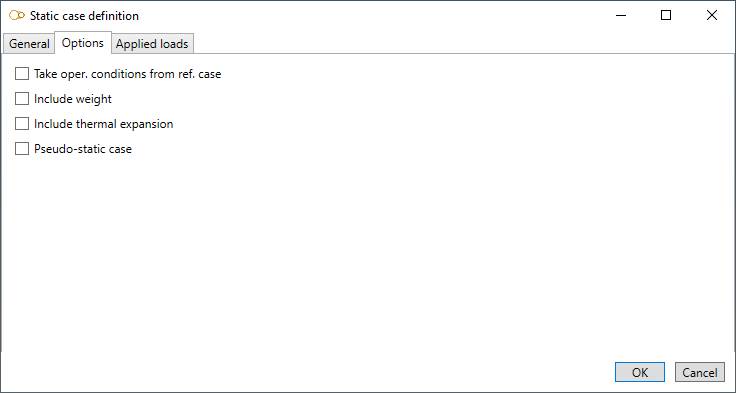 Static case definition
General Options Applied loads
Take oper. conditions from ref. case
Include weight
Include thermal expansion
Pseudo-static case
OK Cancel